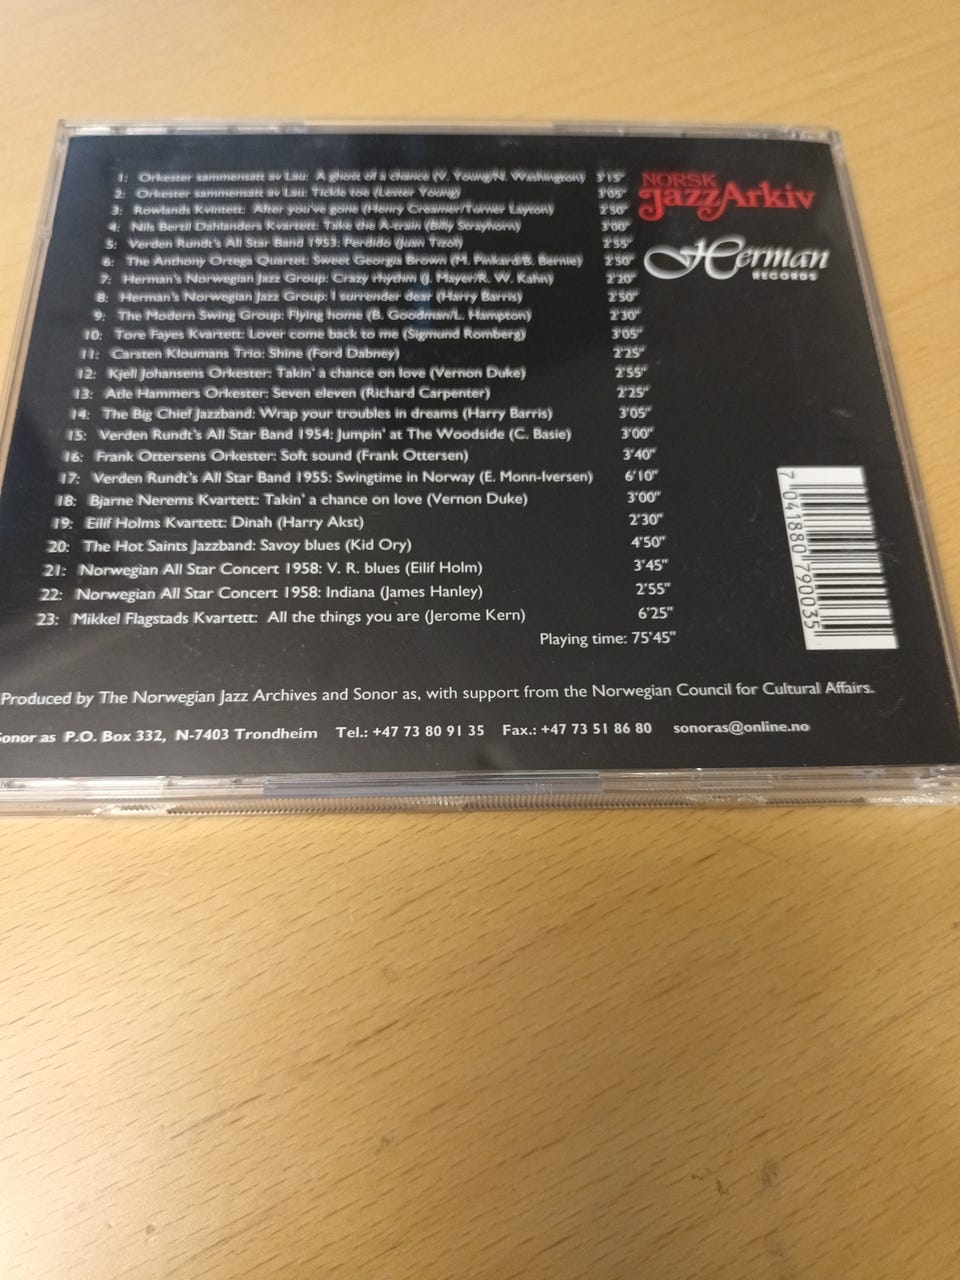 1: Orkester sammensatt av Lau: A ghost of a chance (V. Young/N. Washington) 3'15"
2: Orkester sammensatt av Lau: Tickle toe (Lester Young) 3'05"
3: Rowlands Kvintett: After you've gone (Henry Creamer/Turner Layton) 2'50"
4: Nils Bertil Dahlanders Kvartett: Take the A-train (Billy Strayhorn) 3'00"
5: Verden Rundt's All Star Band 1953: Perdido (Juan Tizol) 2'55"
6: The Anthony Ortega Quartet: Sweet Georgia Brown (M. Pinkard/B. Bernie) 2'50"
7: Herman's Norwegian Jazz Group: Crazy rhythm (J. Mayer/R. W. Kahn) 2'20"
8: Herman's Norwegian Jazz Group: I surrender dear (Harry Barris) 2'50"
9: The Modern Swing Group: Flying home (B. Goodman/L. Hampton) 2'30"
10: Tore Fayes Kvartett: Lover come back to me (Sigmund Romberg) 3'05"
11: Carsten Kloumans Trio: Shine (Ford Dabney) 2'25"
12: Kjell Johansens Orkester: Takin' a chance on love (Vernon Duke) 2'55"
13: Atle Hammers Orkester: Seven eleven (Richard Carpenter) 2'25"
14: The Big Chief Jazzband: Wrap your troubles in dreams (Harry Barris) 3'05"
15: Verden Rundt's All Star Band 1954: Jumpin' at The Woodside (C. Basie) 3'00"
16: Frank Ottersens Orkester: Soft sound (Frank Ottersen) 3'40"
17: Verden Rundt's All Star Band 1955: Swingtime in Norway (E. Monn-Iversen) 6'10"
18: Bjarne Nerems Kvartett: Takin' a chance on love (Vernon Duke) 3'00"
19: Eilif Holms Kvartett: Dinah (Harry Akst) 2'30"
20: The Hot Saints Jazzband: Savoy blues (Kid Ory) 4'50"
21: Norwegian All Star Concert 1958: V. R. blues (Eilif Holm) 3'45"
22: Norwegian All Star Concert 1958: Indiana (James Hanley) 2'55"
23: Mikkel Flagstads Kvartett: All the things you are (Jerome Kern) 6'25"
Playing time: 75'45"
NORSK
JazzArkiv
Herman
RECORDS
7 041880 790035
Produced by The Norwegian Jazz Archives and Sonor as, with support from the Norwegian Council for Cultural Affairs.
Sonor as P.O. Box 332, N-7403 Trondheim Tel.: +47 73 80 91 35 Fax.: +47 73 51 86 80 sonoras@online.no